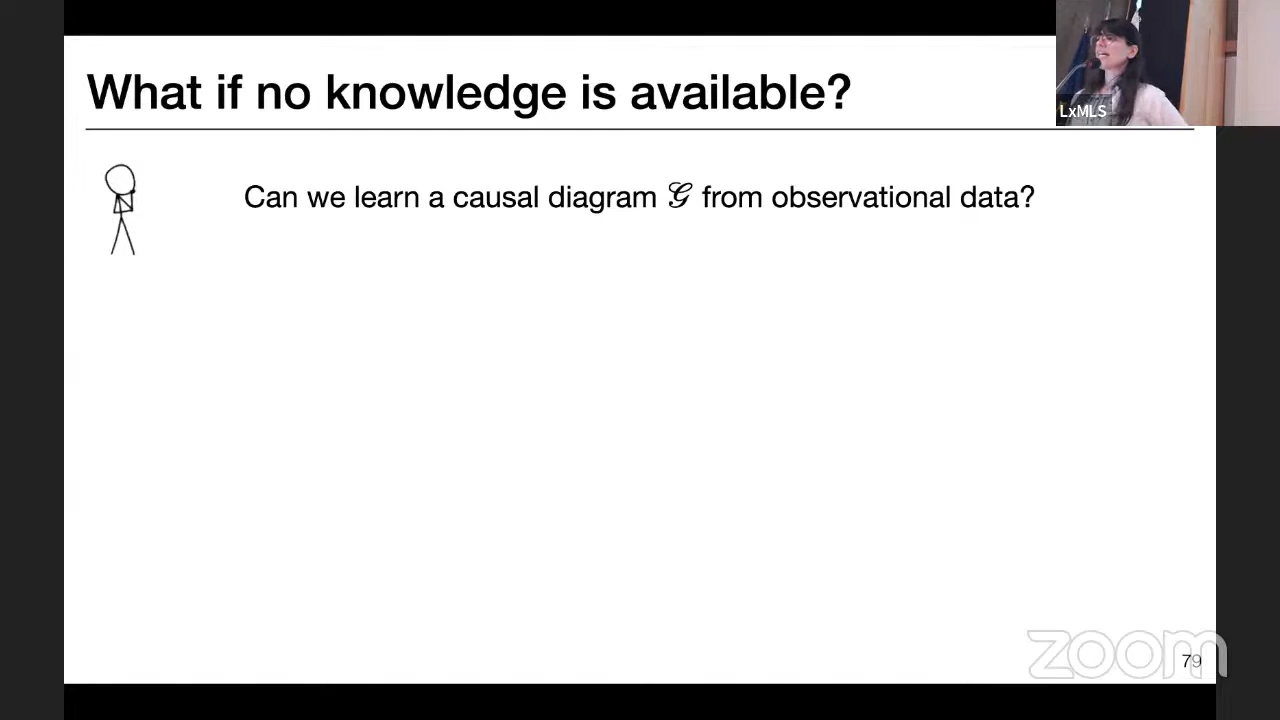 What if no knowledge is available?
LxMLS
Can we learn a causal diagram 𝒢 from observational data?
zoom
79